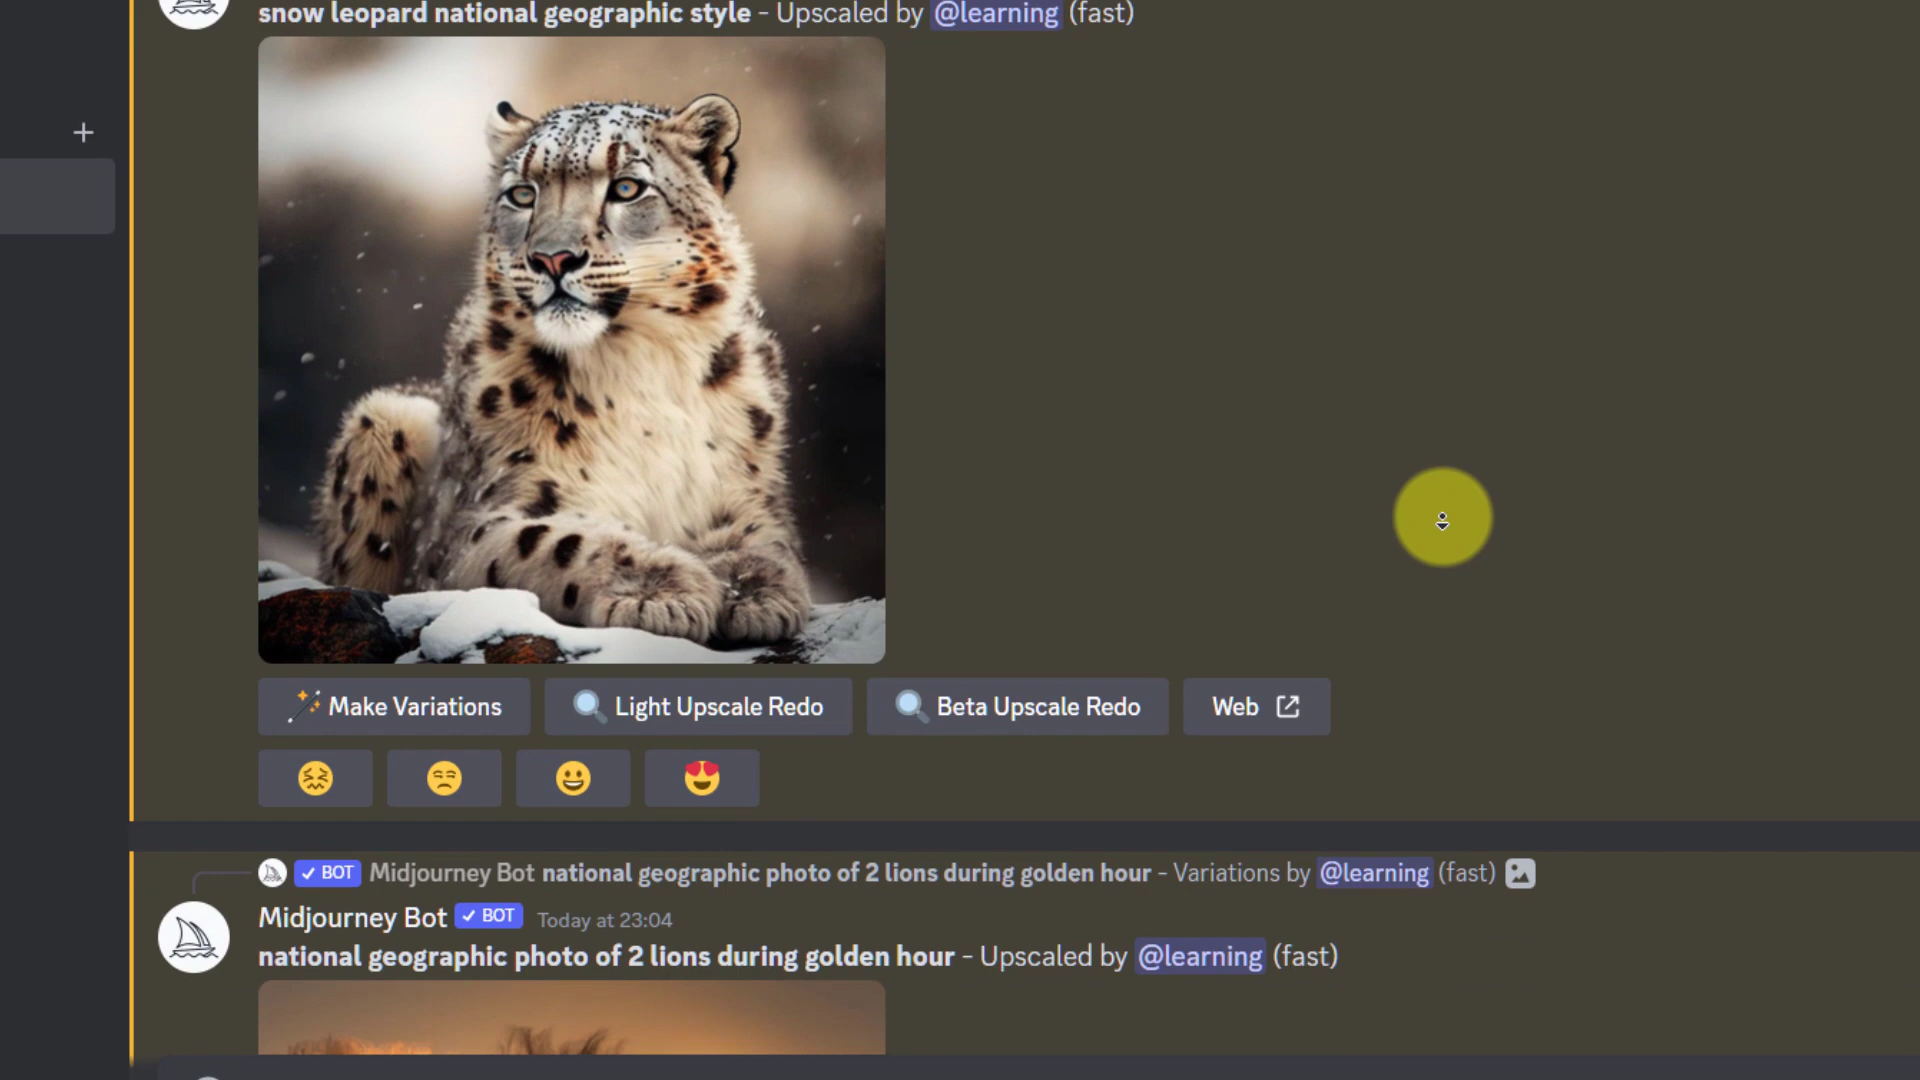 snow leopard national geographic style - Upscaled by @learning (fast)
Make Variations
Light Upscale Redo
Beta Upscale Redo
Web
BOT Midjourney Bot national geographic photo of 2 lions during golden hour - Variations by @learning (fast)
Midjourney Bot BOT Today at 23:04
national geographic photo of 2 lions during golden hour - Upscaled by @learning (fast)